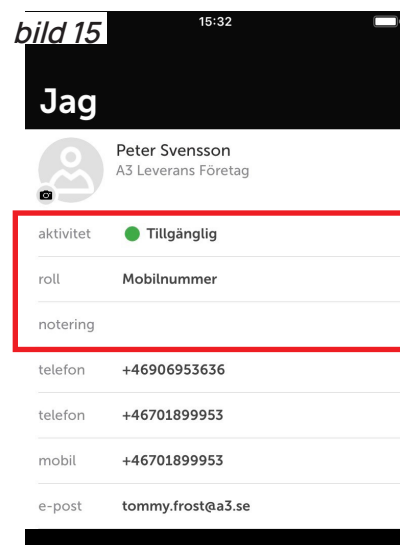 bild 15
15:32
Jag
Peter Svensson
A3 Leverans Företag
aktivitet Tillgänglig
roll Mobilnummer
notering
telefon +46906953636
telefon +46701899953
mobil +46701899953
e-post tommy.frost@a3.se